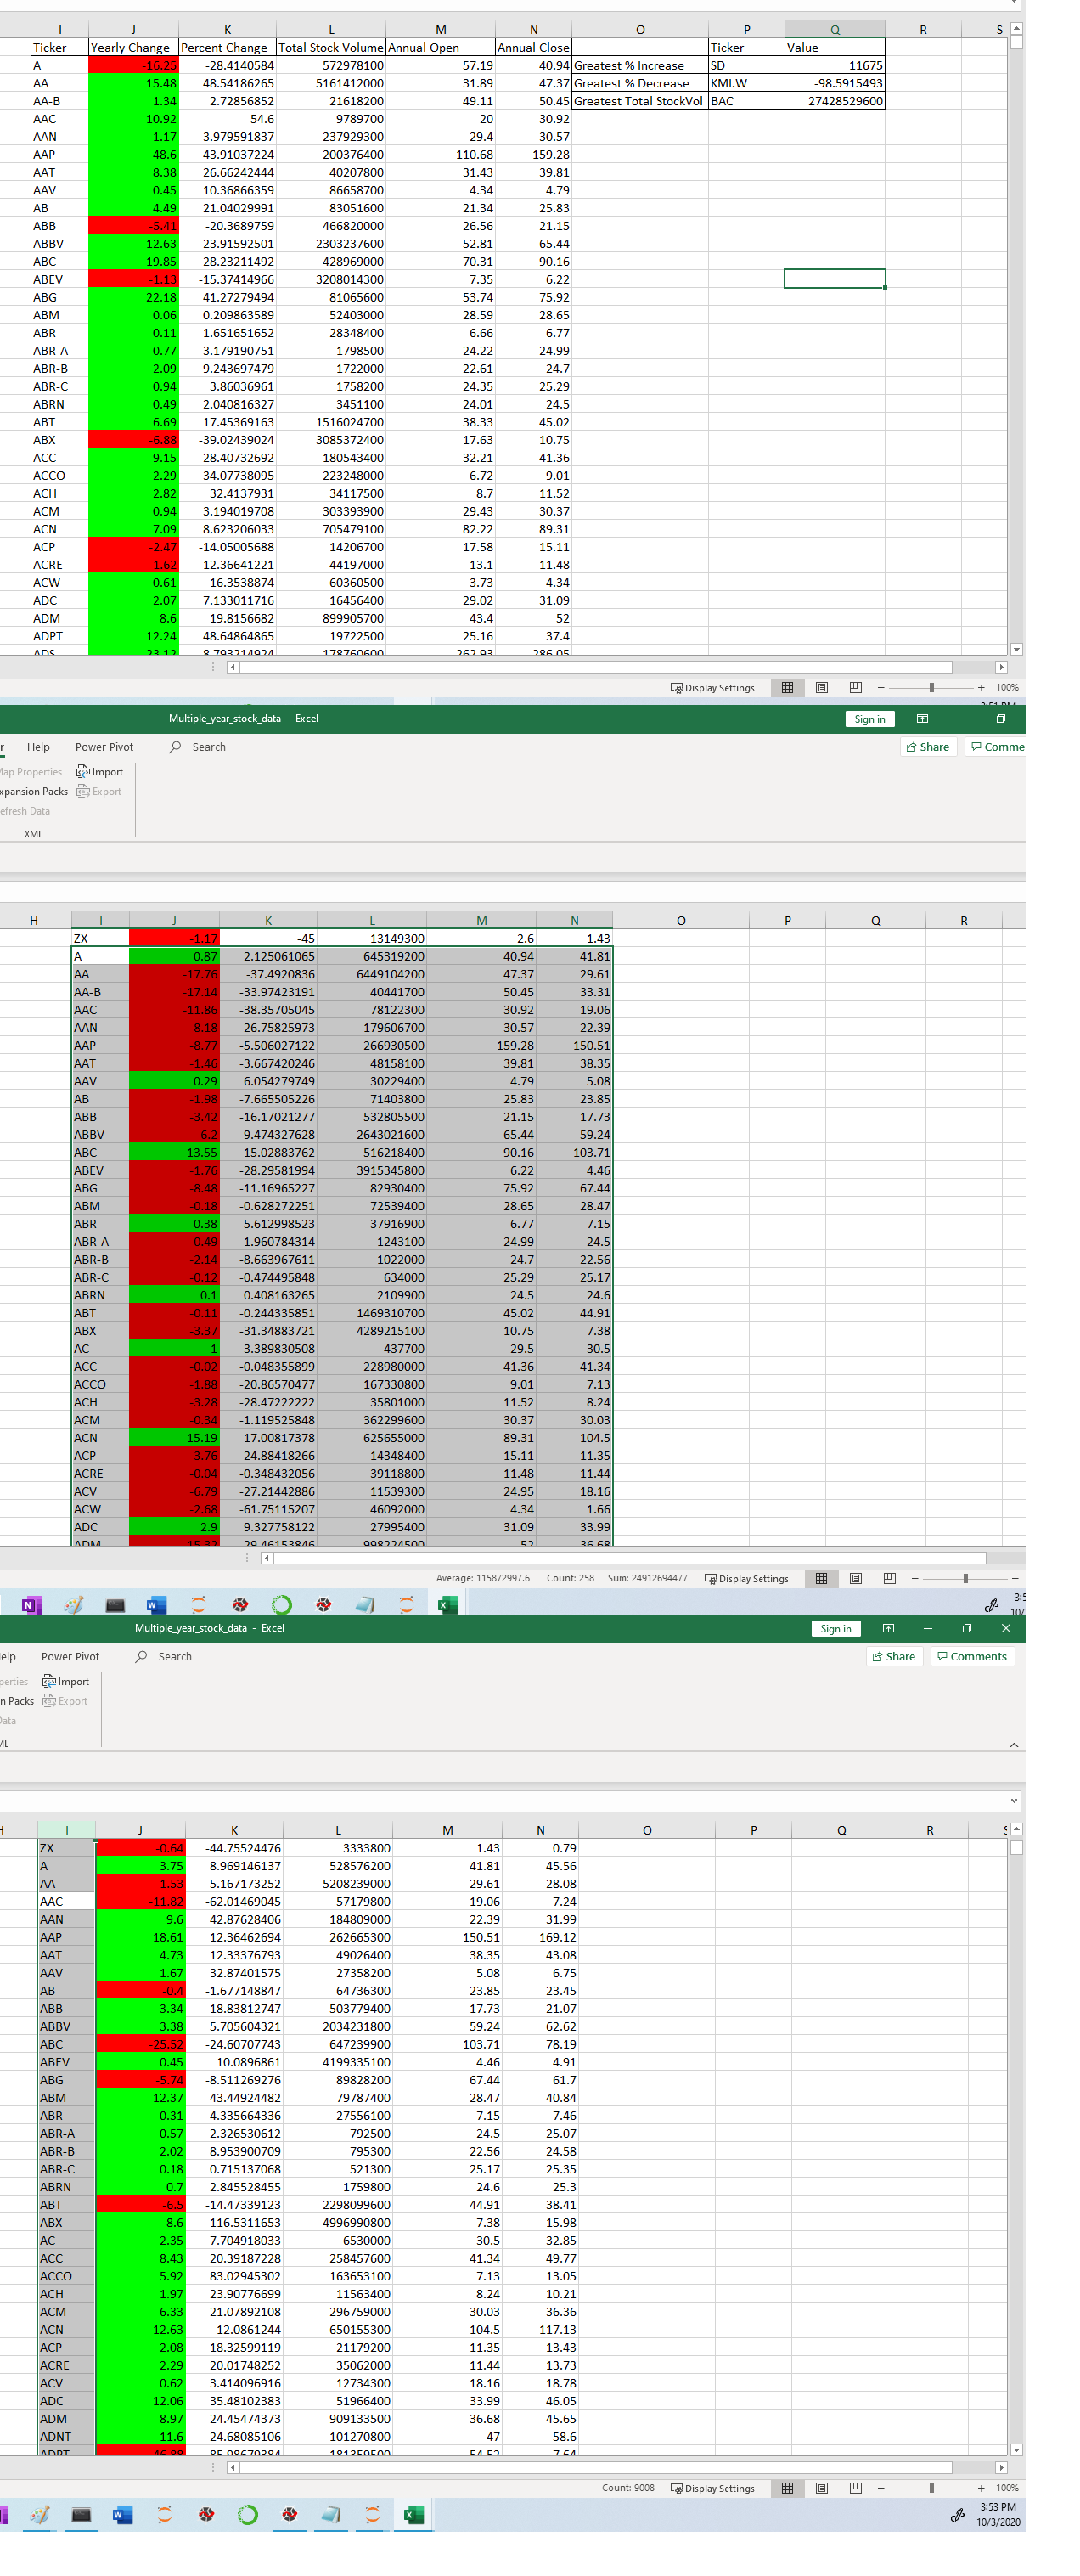 I J K L M N O P Q R S
Ticker Yearly Change Percent Change Total Stock Volume Annual Open Annual Close Ticker Value
A -16.25 -28.4140584 572978100 57.19 40.94 Greatest % Increase SD 11675
AA 15.48 48.54186265 5161412000 31.89 47.37 Greatest % Decrease KMI.W -98.5915493
AA-B 1.34 2.72856852 21618200 49.11 50.45 Greatest Total StockVol BAC 27428529600
AAC 10.92 54.6 9789700 20 30.92
AAN 1.17 3.979591837 237929300 29.4 30.57
AAP 48.6 43.91037224 200376400 110.68 159.28
AAT 8.38 26.66242444 40207800 31.43 39.81
AAV 0.45 10.36866359 86658700 4.34 4.79
AB 4.49 21.04029991 83051600 21.34 25.83
ABB -5.41 -20.3689759 466820000 26.56 21.15
ABBV 12.63 23.91592501 2303237600 52.81 65.44
ABC 19.85 28.23211492 428969000 70.31 90.16
ABEV -1.13 -15.37414966 3208014300 7.35 6.22
ABG 22.18 41.27279494 81065600 53.74 75.92
ABM 0.06 0.209863589 52403000 28.59 28.65
ABR 0.11 1.651651652 28348400 6.66 6.77
ABR-A 0.77 3.179190751 1798500 24.22 24.99
ABR-B 2.09 9.243697479 1722000 22.61 24.7
ABR-C 0.94 3.86036961 1758200 24.35 25.29
ABRN 0.49 2.040816327 3451100 24.01 24.5
ABT 6.69 17.45369163 1516024700 38.33 45.02
ABX -6.88 -39.02439024 3085372400 17.63 10.75
ACC 9.15 28.40732692 180543400 32.21 41.36
ACCO 2.29 34.07738095 223248000 6.72 9.01
ACH 2.82 32.4137931 34117500 8.7 11.52
ACM 0.94 3.194019708 303393900 29.43 30.37
ACN 7.09 8.623206033 705479100 82.22 89.31
ACP -2.47 -14.05005688 14206700 17.58 15.11
ACRE -1.62 -12.36641221 44197000 13.1 11.48
ACW 0.61 16.3538874 60360500 3.73 4.34
ADC 2.07 7.133011716 16456400 29.02 31.09
ADM 8.6 19.8156682 899905700 43.4 52
ADPT 12.24 48.64864865 19722500 25.16 37.4
ADS 23.12 8.793214924 178760600 262.93 286.05
Display Settings 100%
Multiple_year_stock_data - Excel Sign in
r Help Power Pivot Search Share Comme
Map Properties Import
xpansion Packs Export
efresh Data
XML
H I J K L M N O P Q R
ZX -1.17 -45 13149300 2.6 1.43
A 0.87 2.125061065 645319200 40.94 41.81
AA -17.76 -37.4920836 6449104200 47.37 29.61
AA-B -17.14 -33.97423191 40441700 50.45 33.31
AAC -11.86 -38.35705045 78122300 30.92 19.06
AAN -8.18 -26.75825973 179606700 30.57 22.39
AAP -8.77 -5.506027122 266930500 159.28 150.51
AAT -1.46 -3.667420246 48158100 39.81 38.35
AAV 0.29 6.054279749 30229400 4.79 5.08
AB -1.98 -7.665505226 71403800 25.83 23.85
ABB -3.42 -16.17021277 532805500 21.15 17.73
ABBV -6.2 -9.474327628 2643021600 65.44 59.24
ABC 13.55 15.02883762 516218400 90.16 103.71
ABEV -1.76 -28.29581994 3915345800 6.22 4.46
ABG -8.48 -11.16965227 82930400 75.92 67.44
ABM -0.18 -0.628272251 72539400 28.65 28.47
ABR 0.38 5.612998523 37916900 6.77 7.15
ABR-A -0.49 -1.960784314 1243100 24.99 24.5
ABR-B -2.14 -8.663967611 1022000 24.7 22.56
ABR-C -0.12 -0.474495848 634000 25.29 25.17
ABRN 0.1 0.408163265 2109900 24.5 24.6
ABT -0.11 -0.244335851 1469310700 45.02 44.91
ABX -3.37 -31.34883721 4289215100 10.75 7.38
AC 1 3.389830508 437700 29.5 30.5
ACC -0.02 -0.048355899 228980000 41.36 41.34
ACCO -1.88 -20.86570477 167330800 9.01 7.13
ACH -3.28 -28.47222222 35801000 11.52 8.24
ACM -0.34 -1.119525848 362299600 30.37 30.03
ACN 15.19 17.00817378 625655000 89.31 104.5
ACP -3.76 -24.88418266 14348400 15.11 11.35
ACRE -0.04 -0.348432056 39118800 11.48 11.44
ACV -6.79 -27.21442886 11539300 24.95 18.16
ACW -2.68 -61.75115207 46092000 4.34 1.66
ADC 2.9 9.327758122 27995400 31.09 33.99
ADM -15.32 -29.46153846 998224500 52 36.68
Average: 115872997.6 Count: 258 Sum: 24912694477 Display Settings
Multiple_year_stock_data - Excel Sign in
elp Power Pivot Search Share Comments
perties Import
n Packs Export
Data
ML
H I J K L M N O P Q R S
ZX -0.64 -44.75524476 3333800 1.43 0.79
A 3.75 8.969146137 528576200 41.81 45.56
AA -1.53 -5.167173252 5208239000 29.61 28.08
AAC -11.82 -62.01469045 57179800 19.06 7.24
AAN 9.6 42.87628406 184809000 22.39 31.99
AAP 18.61 12.36462694 262665300 150.51 169.12
AAT 4.73 12.33376793 49026400 38.35 43.08
AAV 1.67 32.87401575 27358200 5.08 6.75
AB -0.4 -1.677148847 64736300 23.85 23.45
ABB 3.34 18.83812747 503779400 17.73 21.07
ABBV 3.38 5.705604321 2034231800 59.24 62.62
ABC -25.52 -24.60707743 647239900 103.71 78.19
ABEV 0.45 10.0896861 4199335100 4.46 4.91
ABG -5.74 -8.511269276 89828200 67.44 61.7
ABM 12.37 43.44924482 79787400 28.47 40.84
ABR 0.31 4.335664336 27556100 7.15 7.46
ABR-A 0.57 2.326530612 792500 24.5 25.07
ABR-B 2.02 8.953900709 795300 22.56 24.58
ABR-C 0.18 0.715137068 521300 25.17 25.35
ABRN 0.7 2.845528455 1759800 24.6 25.3
ABT -6.5 -14.47339123 2298099600 44.91 38.41
ABX 8.6 116.5311653 4996990800 7.38 15.98
AC 2.35 7.704918033 6530000 30.5 32.85
ACC 8.43 20.39187228 258457600 41.34 49.77
ACCO 5.92 83.02945302 163653100 7.13 13.05
ACH 1.97 23.90776699 11563400 8.24 10.21
ACM 6.33 21.07892108 296759000 30.03 36.36
ACN 12.63 12.0861244 650155300 104.5 117.13
ACP 2.08 18.32599119 21179200 11.35 13.43
ACRE 2.29 20.01748252 35062000 11.44 13.73
ACV 0.62 3.414096916 12734300 18.16 18.78
ADC 12.06 35.48102383 51966400 33.99 46.05
ADM 8.97 24.45474373 909133500 36.68 45.65
ADNT 11.6 24.68085106 101270800 47 58.6
ADPT -46.88 85.98679384 181359500 54.52 7.64
Count: 9008 Display Settings 100%
3:53 PM
10/3/2020